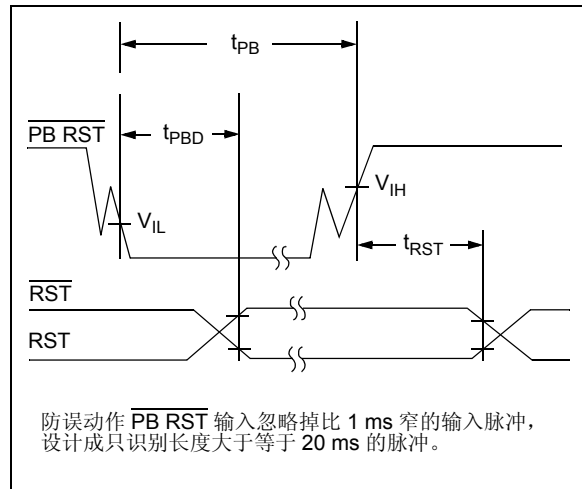 tPB
tPBD
PB RST
VIL
VIH
tRST
RST
RST
防误动作 PB RST 输入忽略掉比 1 ms 窄的输入脉冲，
设计成只识别长度大于等于 20 ms 的脉冲。